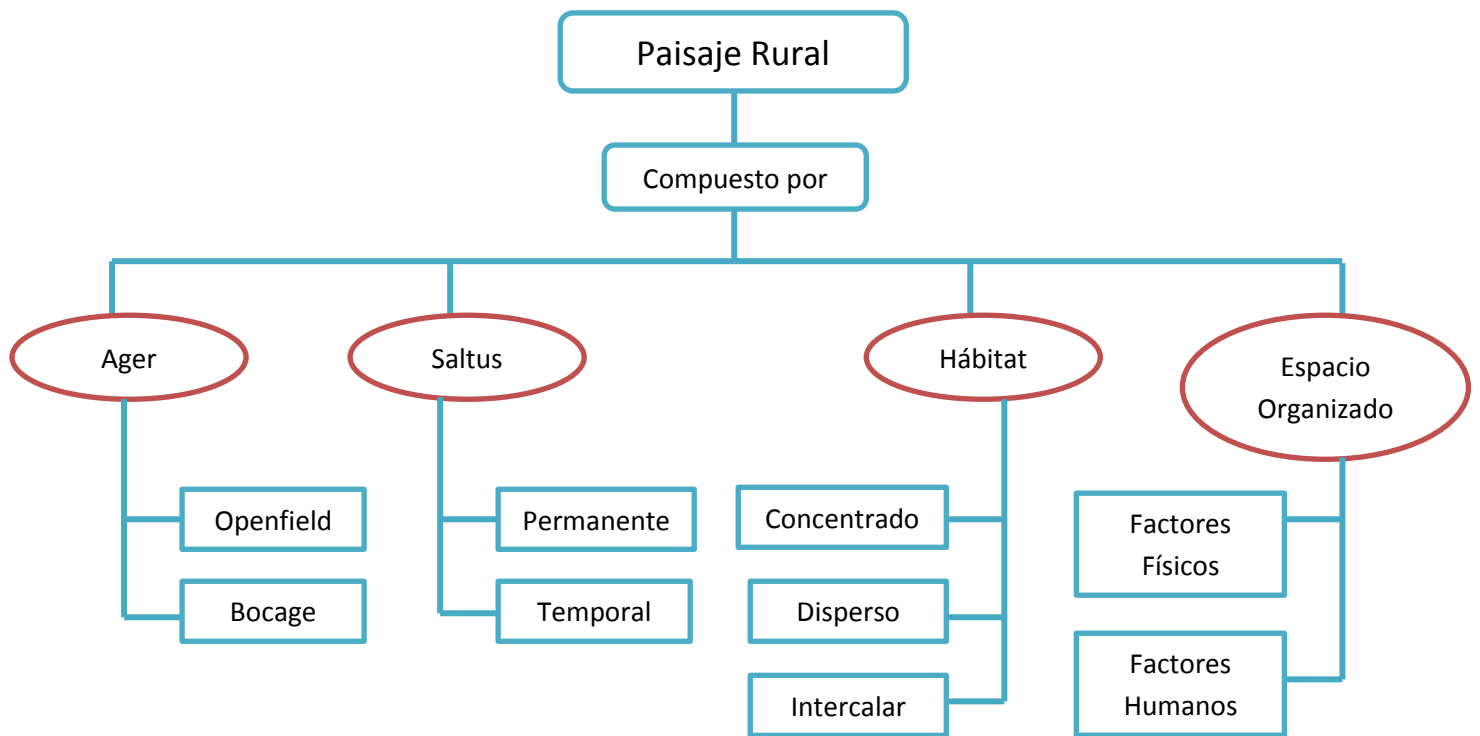 Paisaje Rural
Compuesto por
Ager
Saltus
Hábitat
Espacio
Organizado
Openfield
Bocage
Permanente
Temporal
Concentrado
Disperso
Intercalar
Factores
Físicos
Factores
Humanos